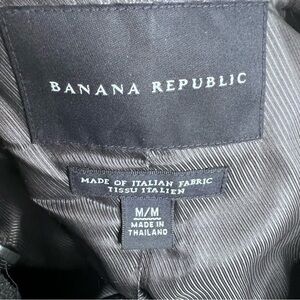 BANANA REPUBLIC
MADE OF ITALIAN FABRIC
TISSU ITALIEN
M/M
MADE IN
THAILAND